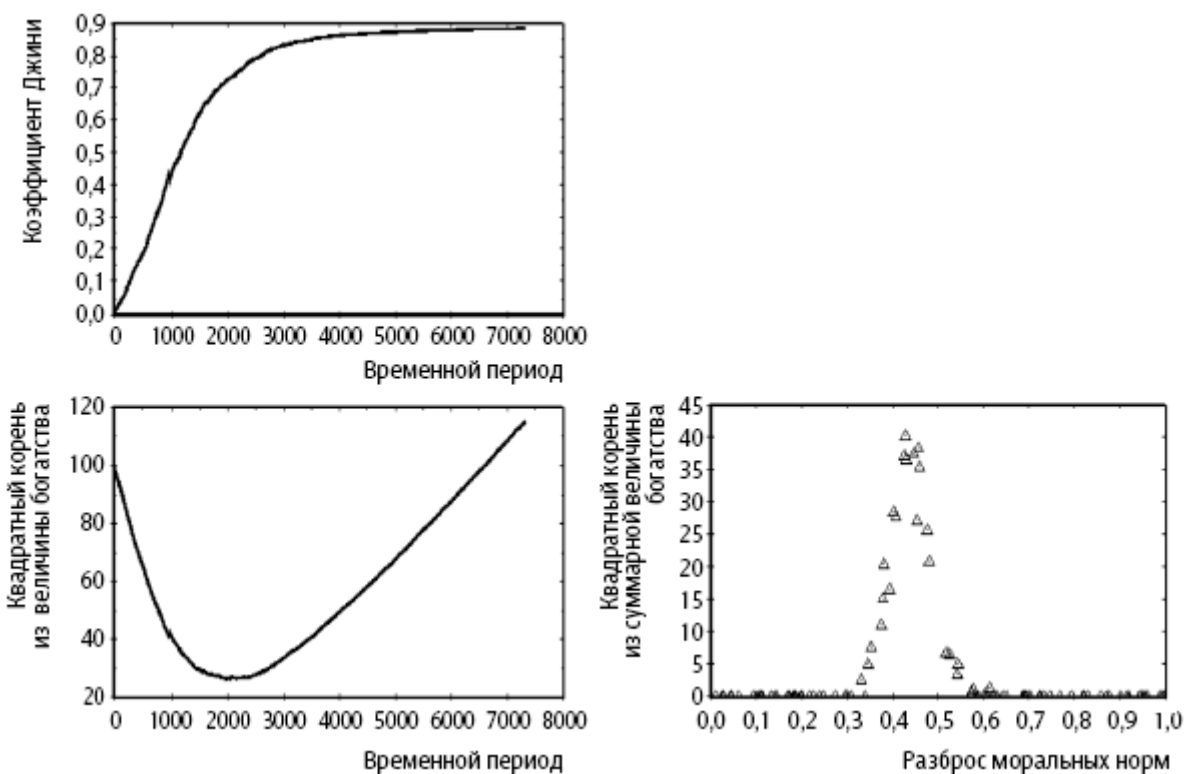 Коэффициент Джини
0,9
0,8
0,7
0,6
0,5
0,4
0,3
0,2
0,1
0,0
0 1000 2000 3000 4000 5000 6000 7000 8000
Временной период
Квадратный корень
из величины богатства
120
100
80
60
40
20
0 1000 2000 3000 4000 5000 6000 7000 8000
Временной период
Квадратный корень
из суммарной величины
богатства
45
40
35
30
25
20
15
10
5
0
0,0 0,1 0,2 0,3 0,4 0,5 0,6 0,7 0,8 0,9 1,0
Разброс моральных норм